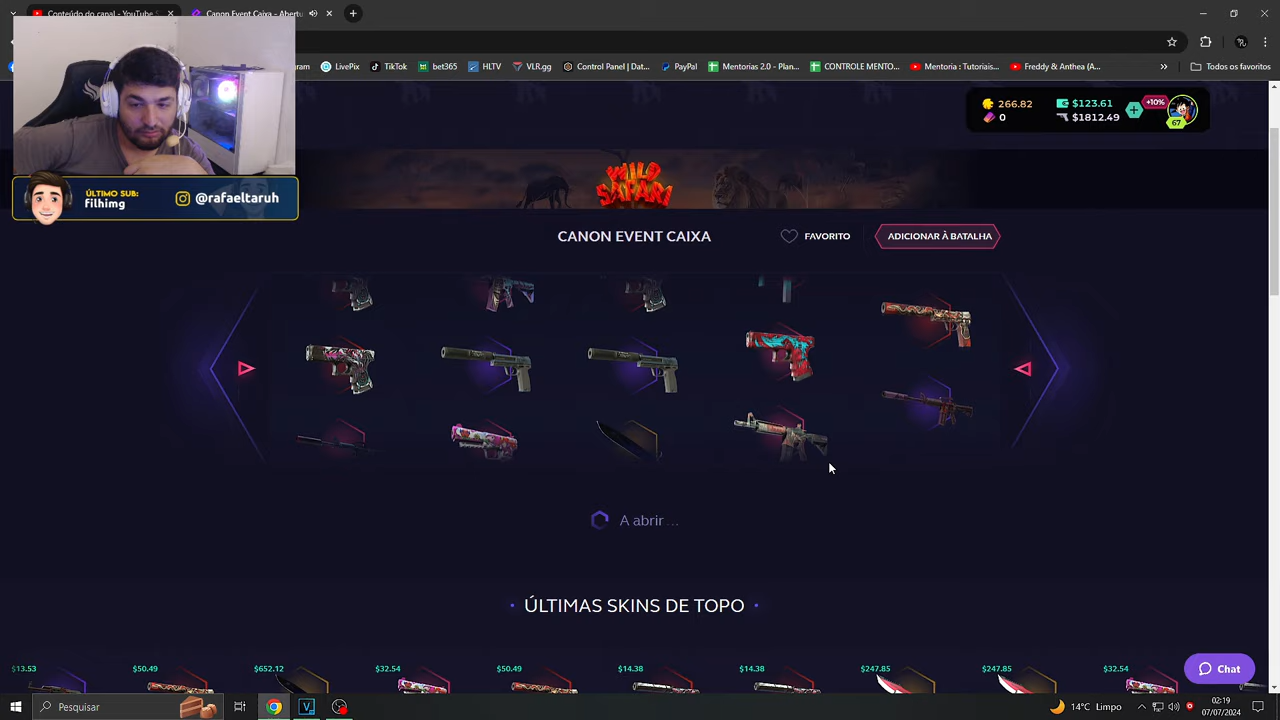 Conteúdo do canal - YouTube S
Canon Event Caixa - Abertu
gram
LivePix
TikTok
bet365
HLTV
VLR.gg
Control Panel | Dat...
PayPal
Mentorias 2.0 - Plan...
CONTROLE MENTO...
Mentoria : Tutoriais...
Freddy & Anthea (A...
Todos os favoritos
266.82
$123.61
+10%
0
$1812.49
67
ÚLTIMO SUB:
filhimg
@rafaeltaruh
WILD
SAFARI
CANON EVENT CAIXA
FAVORITO
ADICIONAR À BATALHA
A abrir ...
ÚLTIMAS SKINS DE TOPO
$13.53
$50.49
$652.12
$32.54
$50.49
$14.38
$14.38
$247.85
$247.85
$32.54
Chat
Pesquisar
14°C Limpo
02:19
07/07/2024